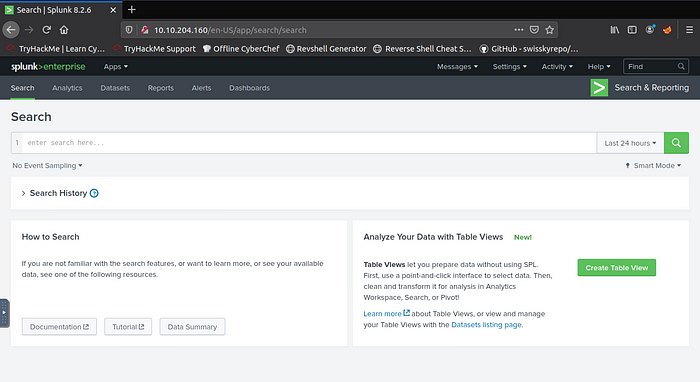 Search | Splunk 8.2.6
10.10.204.160/en-US/app/search/search
TryHackMe | Learn Cy... TryHackMe Support Offline CyberChef Revshell Generator Reverse Shell Cheat S... GitHub - swisskyrepo/...
splunk>enterprise Apps Messages Settings Activity Help Find
Search Analytics Datasets Reports Alerts Dashboards Search & Reporting
Search
1 enter search here... Last 24 hours
No Event Sampling Smart Mode
Search History ?
How to Search
If you are not familiar with the search features, or want to learn more, or see your available
data, see one of the following resources.
Documentation Tutorial Data Summary
Analyze Your Data with Table Views New!
Table Views let you prepare data without using SPL.
First, use a point-and-click interface to select data. Then,
clean and transform it for analysis in Analytics
Workspace, Search, or Pivot!
Create Table View
Learn more about Table Views, or view and manage
your Table Views with the Datasets listing page.